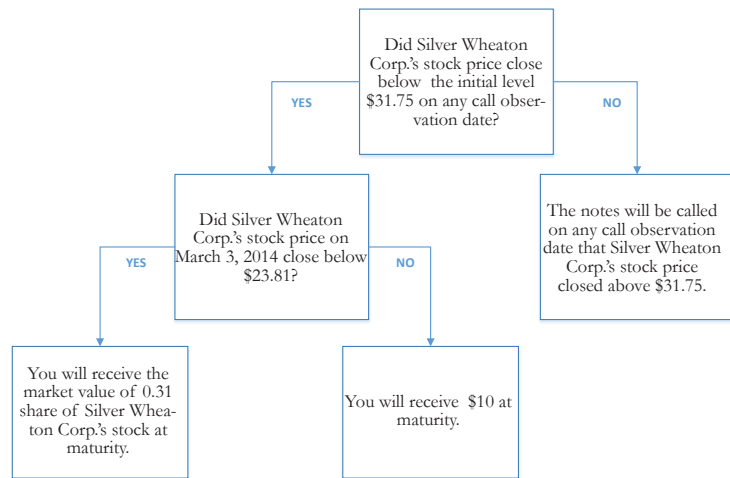 Did Silver Wheaton
Corp.'s stock price close
below the initial level
$31.75 on any call obser-
vation date?
YES
NO
Did Silver Wheaton
Corp.'s stock price on
March 3, 2014 close below
$23.81?
The notes will be called
on any call observation
date that Silver Wheaton
Corp.'s stock price
closed above $31.75.
YES
NO
You will receive the
market value of 0.31
share of Silver Whea-
ton Corp.'s stock at
maturity.
You will receive $10 at
maturity.